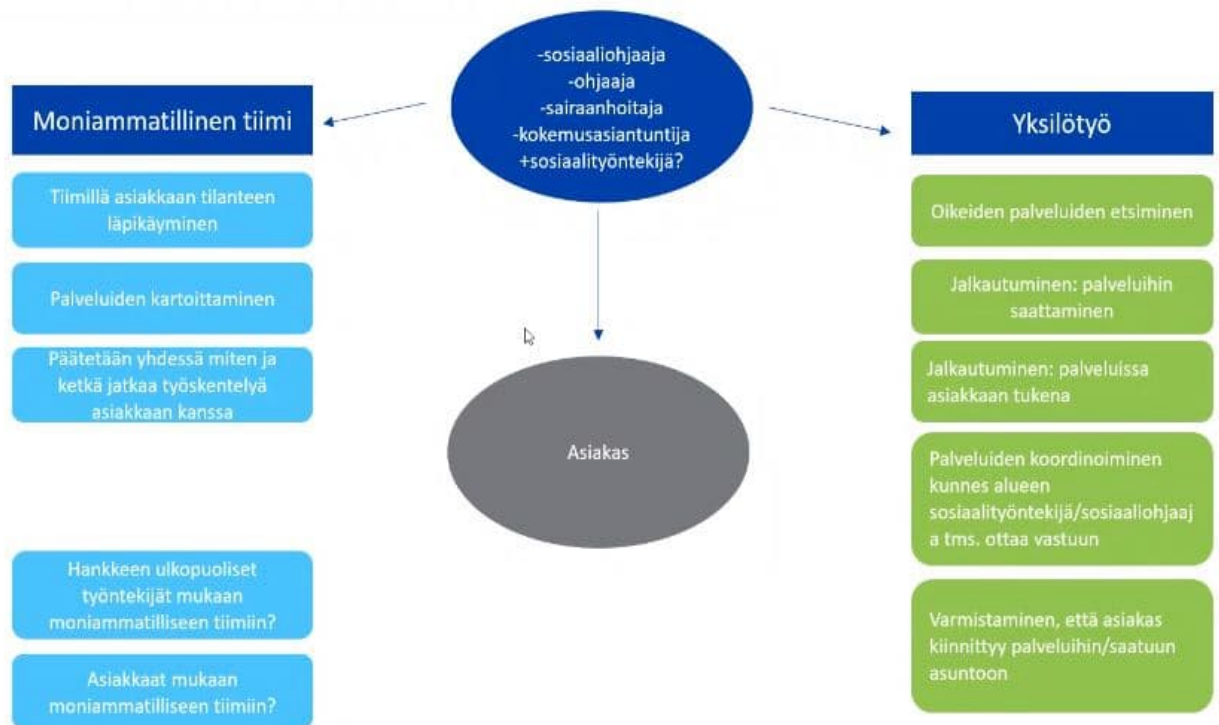 -sosiaaliohjaaja
-ohjaaja
-sairaanhoitaja
-kokemusasiantuntija
+sosiaalityöntekijä?
Moniammatillinen tiimi
Tiimillä asiakkaan tilanteen
läpikäyminen
Palveluiden kartoittaminen
Päätetään yhdessä miten ja
ketkä jatkaa työskentelyä
asiakkaan kanssa
Hankkeen ulkopuoliset
työntekijät mukaan
moniammatilliseen tiimiin?
Asiakkaat mukaan
moniammatilliseen tiimiin?
Asiakas
Yksilötyö
Oikeiden palveluiden etsiminen
Jalkautuminen: palveluihin
saattaminen
Jalkautuminen: palveluissa
asiakkaan tukena
Palveluiden koordinoiminen
kunnes alueen
sosiaalityöntekijä/sosiaaliohjaaj
a tms. ottaa vastuun
Varmistaminen, että asiakas
kiinnittyy palveluihin/saatuun
asuntoon